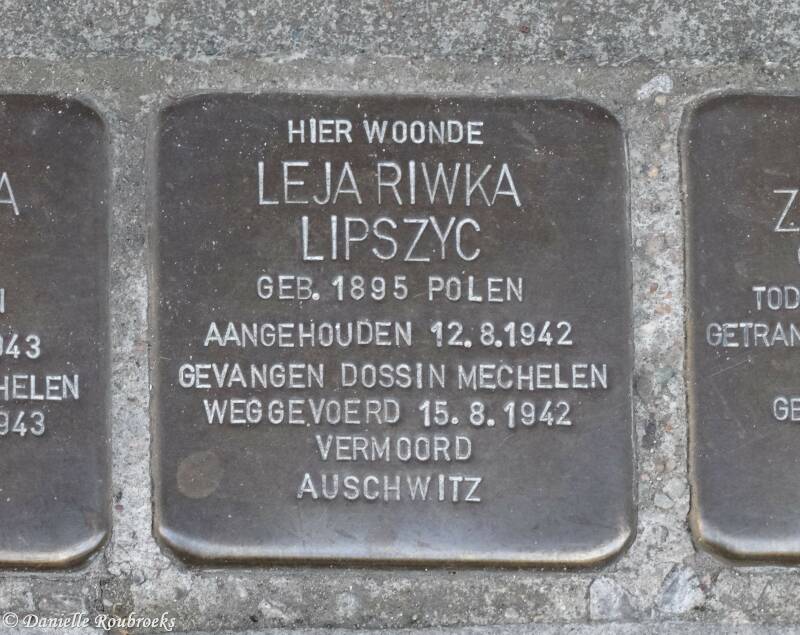 HIER WOONDE
LEJA RIWKA
LIPSZYC
GEB. 1895 POLEN
AANGEHOUDEN 12.8.1942
GEVANGEN DOSSIN MECHELEN
WEGGEVOERD 15.8.1942
VERMOORD
AUSCHWITZ
© Danielle Roubroeks